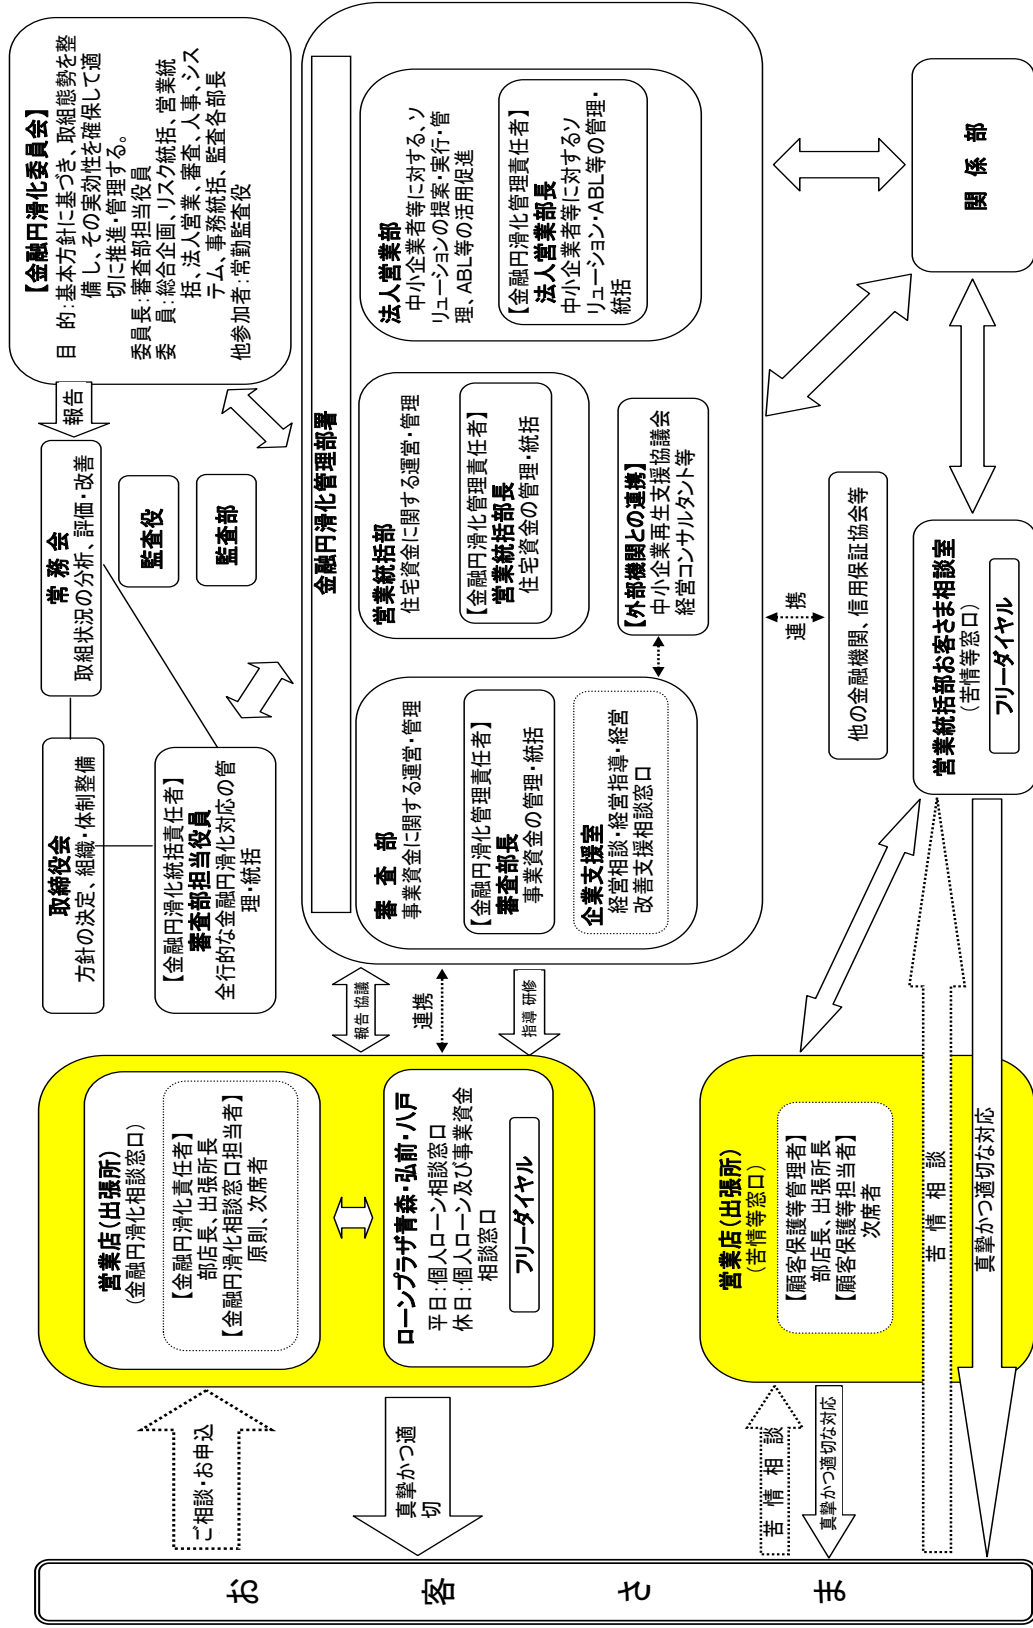 取締役会
方針の決定、組織・体制整備
常 務 会
取組状況の分析、評価・改善
報告
【金融円滑化委員会】
目 的:基本方針に基づき、取組態勢を整
備し、その実効性を確保して適
切に推進・管理する。
委員長:審査部担当役員
委 員:総合企画、リスク統括、営業統
括、法人営業、審査、人事、シス
テム、事務統括、監査各部長
他参加者:常勤監査役
【金融円滑化統括責任者】
審査部担当役員
全行的な金融円滑化対応の管
理・統括
監査役
監査部
お 客 さ ま
ご相談・お申込
真摯かつ適
切
営業店(出張所)
(金融円滑化相談窓口)
【金融円滑化責任者】
部店長、出張所長
【金融円滑化相談窓口担当者】
原則、次席者
ローンプラザ青森・弘前・八戸
平日:個人ローン相談窓口
休日:個人ローン及び事業資金
相談窓口
フリーダイヤル
報告 協議
連携
指導 研修
金融円滑化管理部署
審 査 部
事業資金に関する運営・管理
【金融円滑化管理責任者】
審査部長
事業資金の管理・統括
企業支援室
経営相談・経営指導・経営
改善支援相談窓口
営業統括部
住宅資金に関する運営・管理
【金融円滑化管理責任者】
営業統括部長
住宅資金の管理・統括
【外部機関との連携】
中小企業再生支援協議会
経営コンサルタント等
法人営業部
中小企業者等に対する、ソ
リューションの提案・実行・管
理、ABL等の活用促進
【金融円滑化管理責任者】
法人営業部長
中小企業者等に対するソ
リューション・ABL等の管理・
統括
連 携
他の金融機関、信用保証協会等
苦 情 相 談
真摯かつ適切な対応
営業店(出張所)
(苦情等窓口)
【顧客保護等管理者】
部店長、出張所長
【顧客保護等担当者】
次席者
営業統括部お客さま相談室
(苦情等窓口)
フリーダイヤル
関 係 部
苦 情 相 談
真摯かつ適切な対応